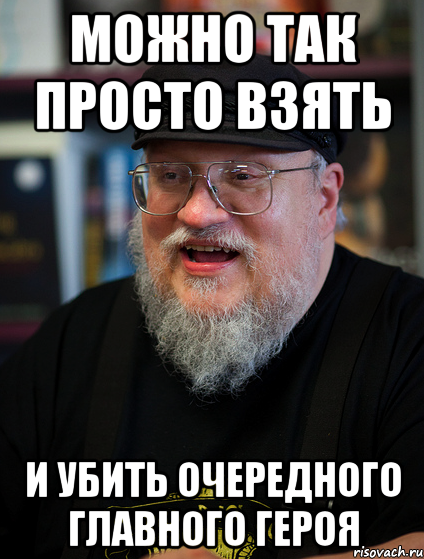 МОЖНО ТАК
ПРОСТО ВЗЯТЬ
И УБИТЬ ОЧЕРЕДНОГО
ГЛАВНОГО ГЕРОЯ
risovach.ru